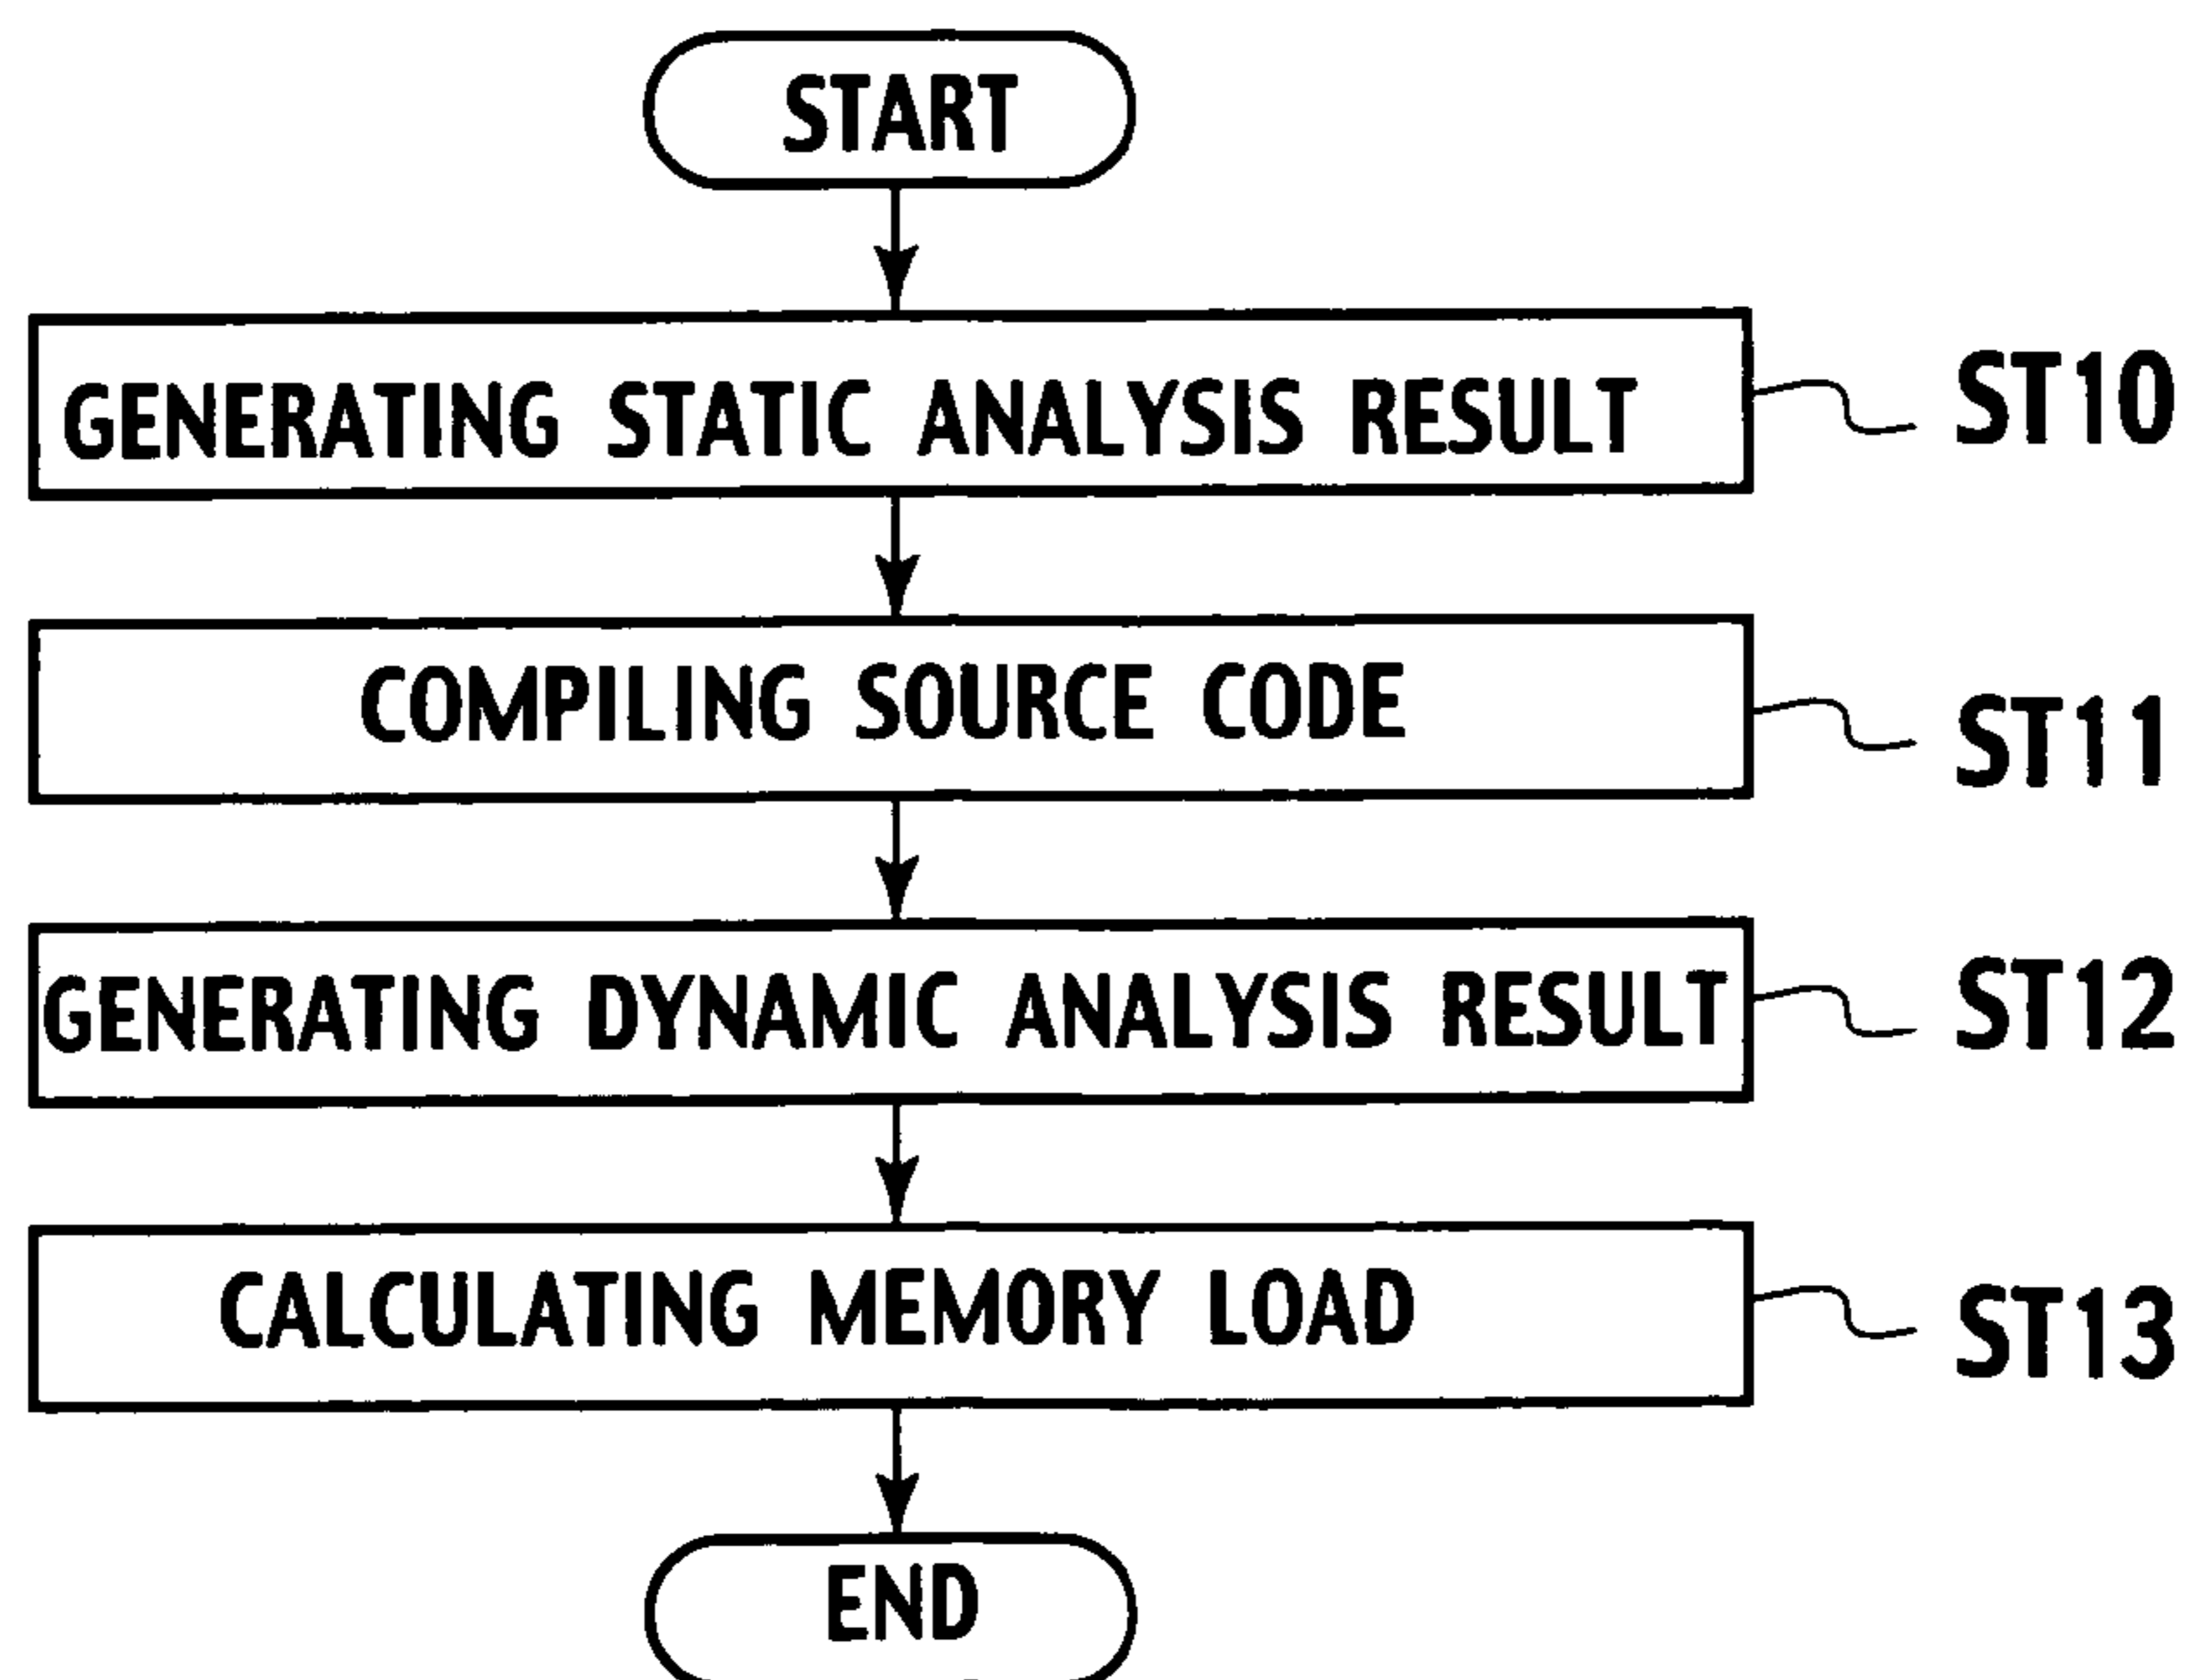 START
GENERATING STATIC ANALYSIS RESULT
ST10
COMPILING SOURCE CODE
ST11
GENERATING DYNAMIC ANALYSIS RESULT
ST12
CALCULATING MEMORY LOAD
ST13
END